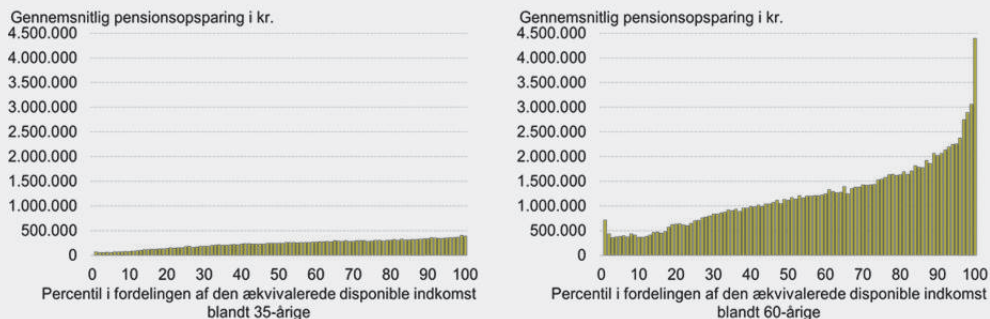 Gennemsnitlig pensionsopsparing i kr.
4.500.000
4.000.000
3.500.000
3.000.000
2.500.000
2.000.000
1.500.000
1.000.000
500.000
0
0 10 20 30 40 50 60 70 80 90 100
Percentil i fordelingen af den ækvivalerede disponible indkomst
blandt 35-årige
Gennemsnitlig pensionsopsparing i kr.
4.500.000
4.000.000
3.500.000
3.000.000
2.500.000
2.000.000
1.500.000
1.000.000
500.000
0
0 10 20 30 40 50 60 70 80 90 100
Percentil i fordelingen af den ækvivalerede disponible indkomst
blandt 60-årige